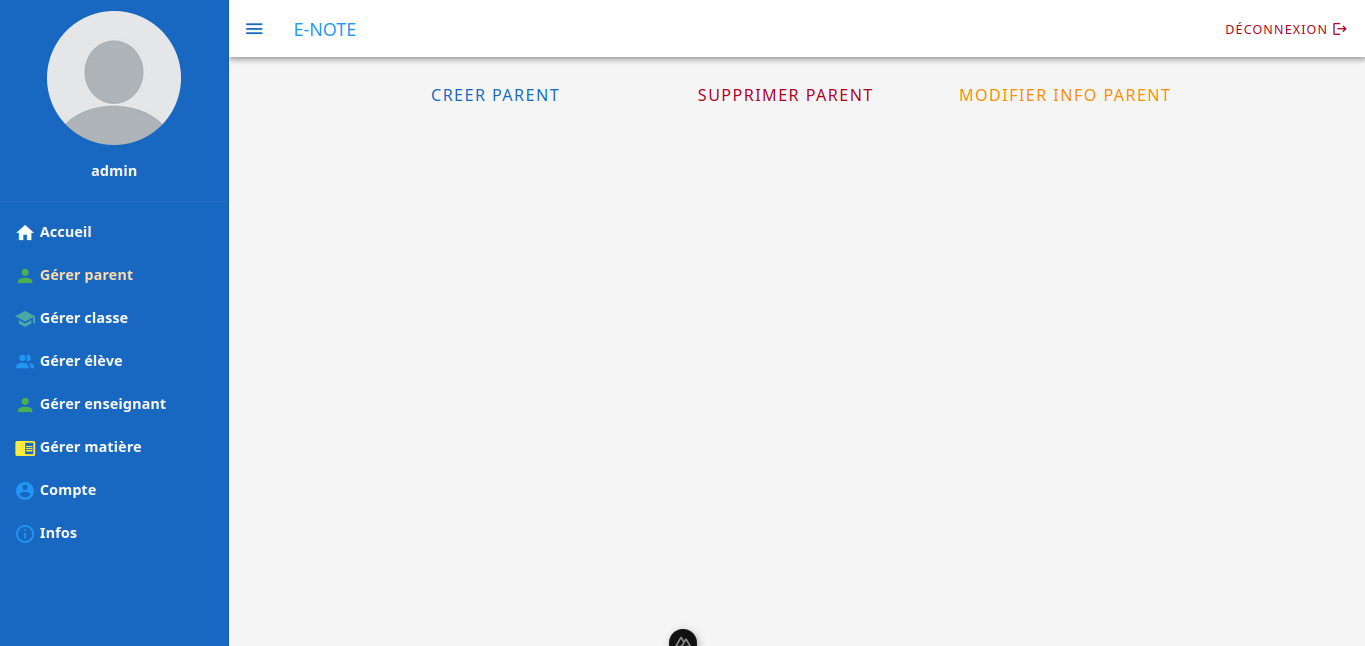 admin
Accueil
Gérer parent
Gérer classe
Gérer élève
Gérer enseignant
Gérer matière
Compte
Infos
E-NOTE
DÉCONNEXION
CREER PARENT
SUPPRIMER PARENT
MODIFIER INFO PARENT